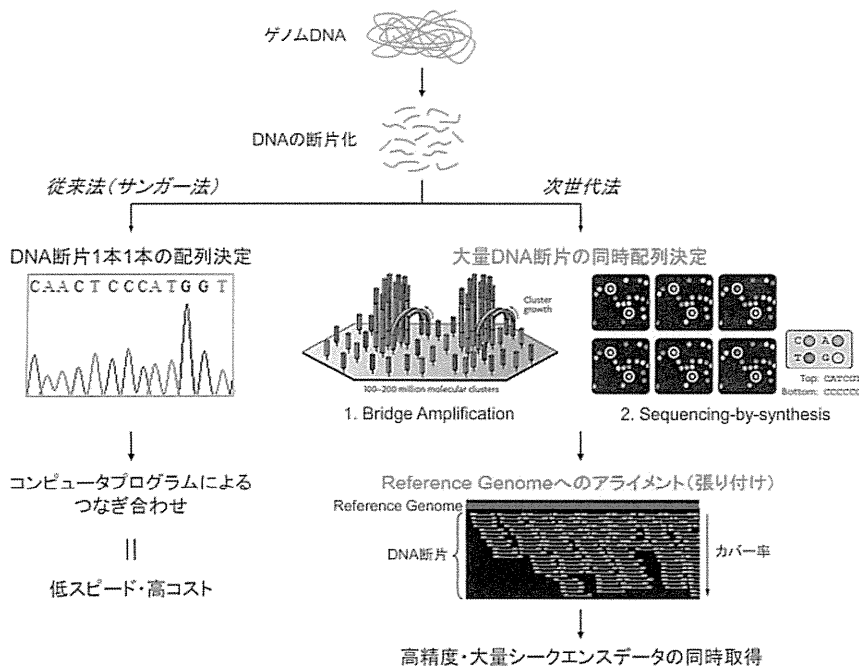 ゲノムDNA
DNAの断片化
従来法(サンガー法)
次世代法
DNA断片1本1本の配列決定
CAACTCCCATGGT
コンピュータプログラムによる
つなぎ合わせ
低スピード・高コスト
大量DNA断片の同時配列決定
Cluster
growth
100-200 million molecular clusters
1. Bridge Amplification
C A
T G
Top: CATCGT
Bottom: CCCCCC
2. Sequencing-by-synthesis
Reference Genomeへのアライメント(張り付け)
Reference Genome
DNA断片
カバー率
高精度・大量シークエンスデータの同時取得